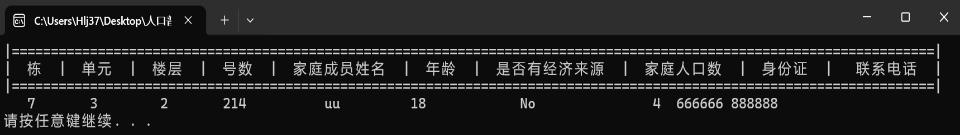 C:\Users\Hlj37\Desktop\人口普
|==========================================================================================================================|
| 栋 | 单元 | 楼层 | 号数 | 家庭成员姓名 | 年龄 | 是否有经济来源 | 家庭人口数 | 身份证 | 联系电话 |
|==========================================================================================================================|
7 3 2 214 uu 18 No 4 666666 888888
请按任意键继续. . .